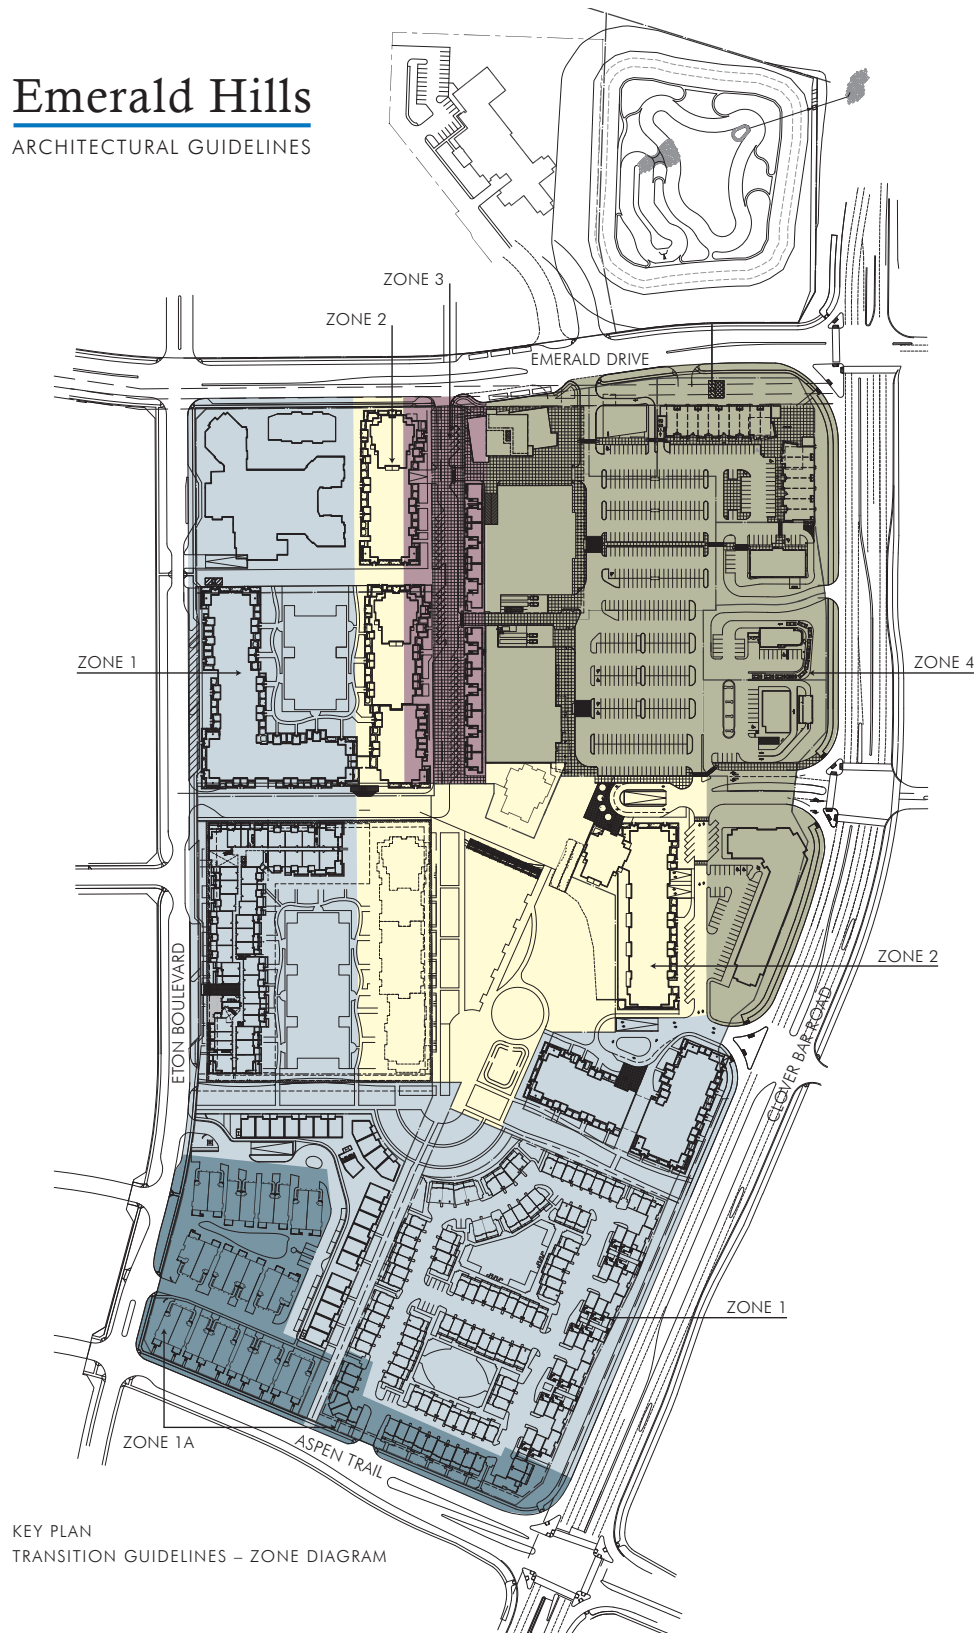 Emerald Hills
ARCHITECTURAL GUIDELINES
ZONE 3
ZONE 2
EMERALD DRIVE
ZONE 1
ZONE 4
ETON BOULEVARD
ZONE 2
CLOVER BAR ROAD
ZONE 1
ZONE 1A
ASPEN TRAIL
KEY PLAN
TRANSITION GUIDELINES – ZONE DIAGRAM